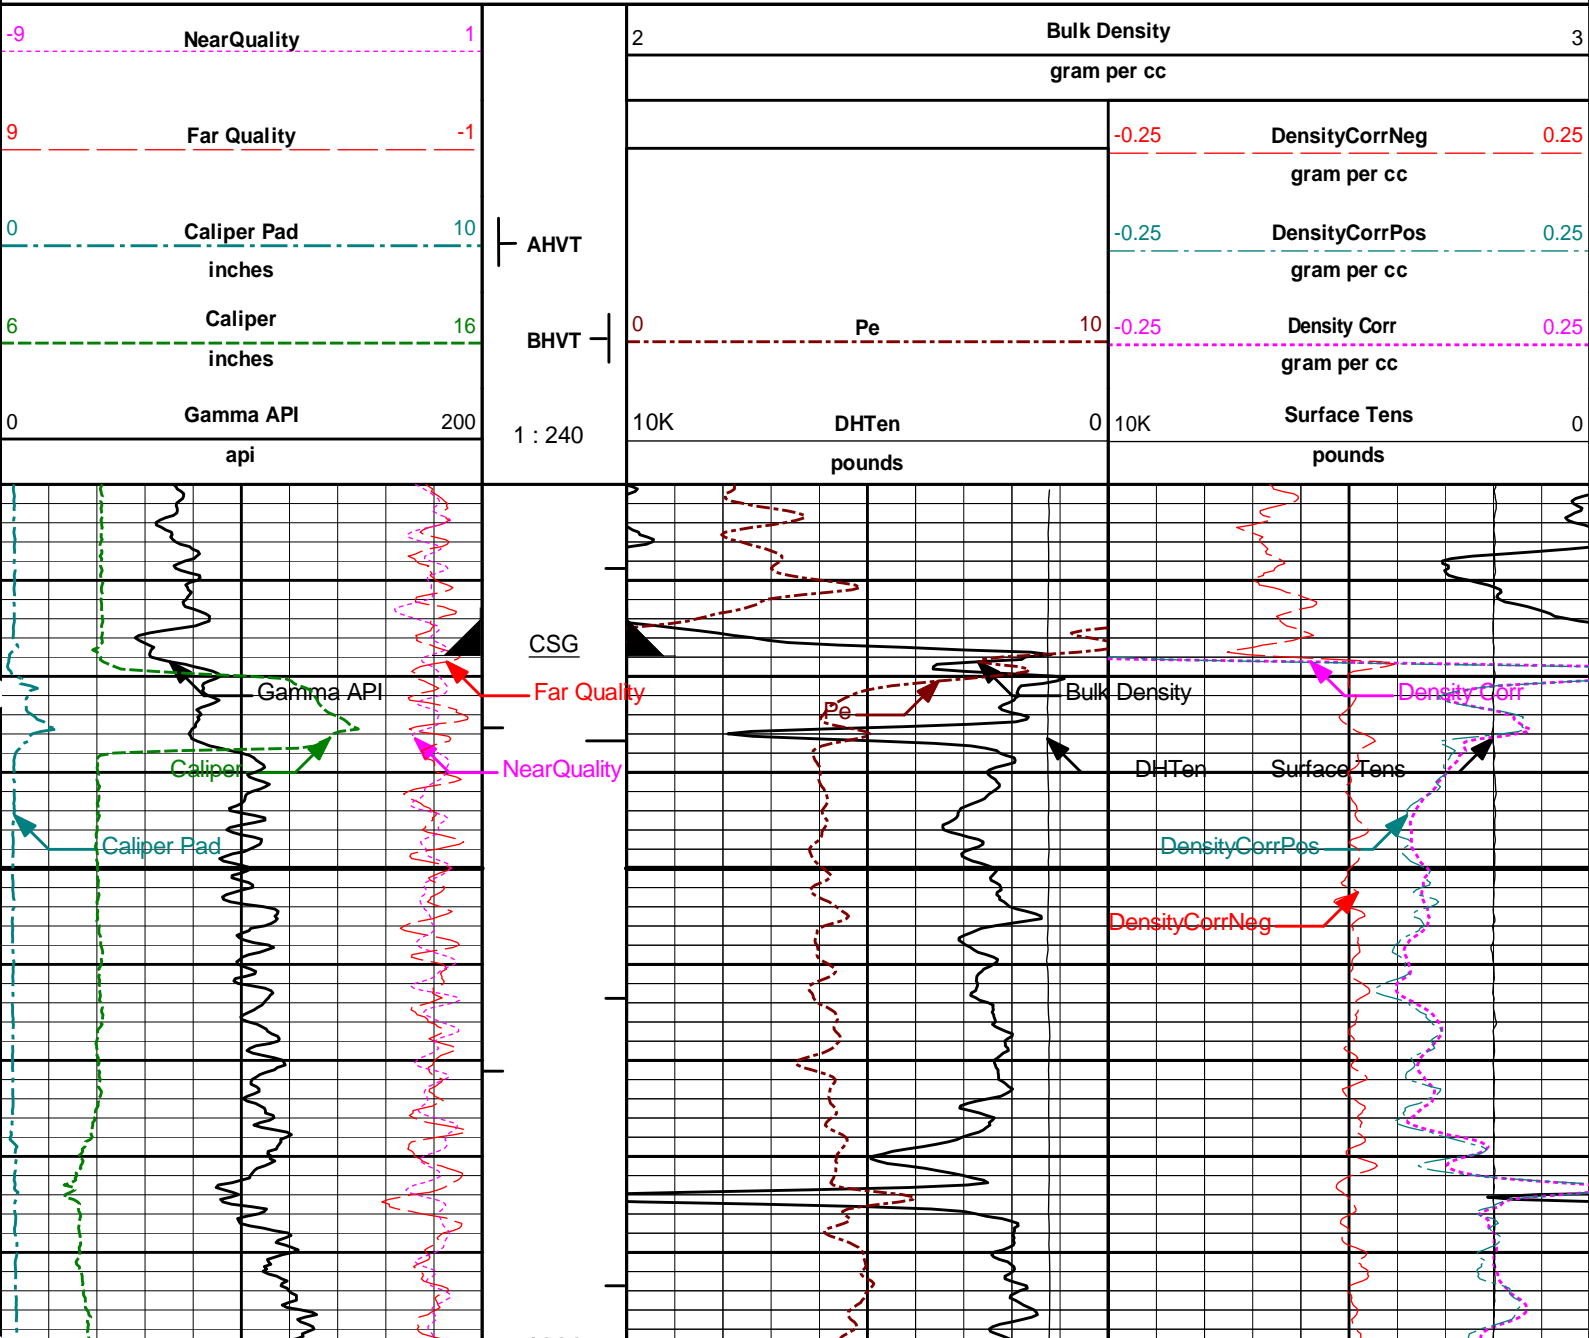 -9 NearQuality 1
9 Far Quality -1
0 Caliper Pad 10
inches
6 Caliper 16
inches
0 Gamma API 200
api
AHVT
BHVT
1 : 240
2 Bulk Density 3
gram per cc
0 Pe 10
10K DHTen 0
pounds
-0.25 DensityCorrNeg 0.25
gram per cc
-0.25 DensityCorrPos 0.25
gram per cc
-0.25 Density Corr 0.25
gram per cc
10K Surface Tens 0
pounds
CSG
Gamma API
Far Quality
Bulk Density
Density Corr
Pe
Caliper
NearQuality
DHTen
Surface Tens
Caliper Pad
DensityCorrPos
DensityCorrNeg